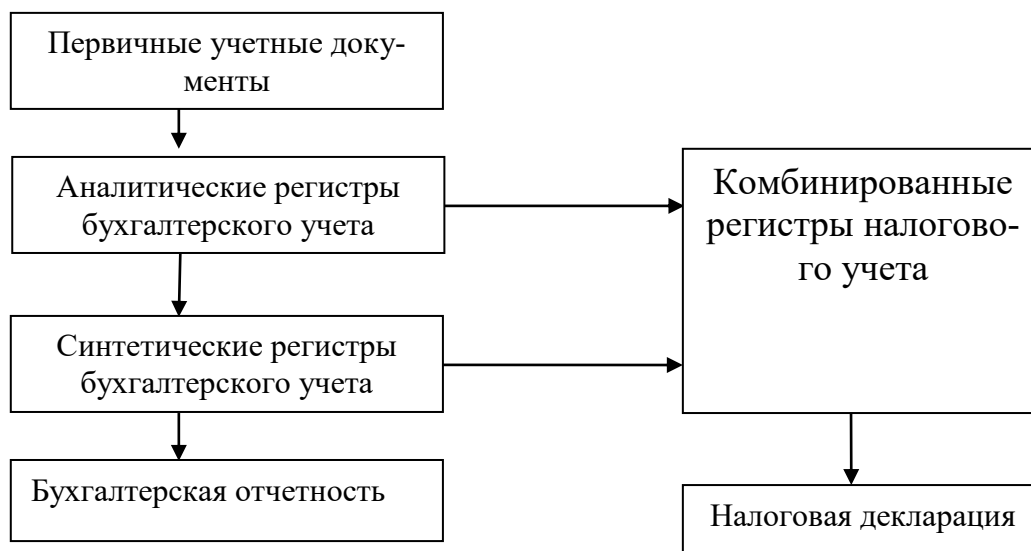 Первичные учетные доку-
менты
Аналитические регистры
бухгалтерского учета
Комбинированные
регистры налогово-
го учета
Синтетические регистры
бухгалтерского учета
Бухгалтерская отчетность
Налоговая декларация